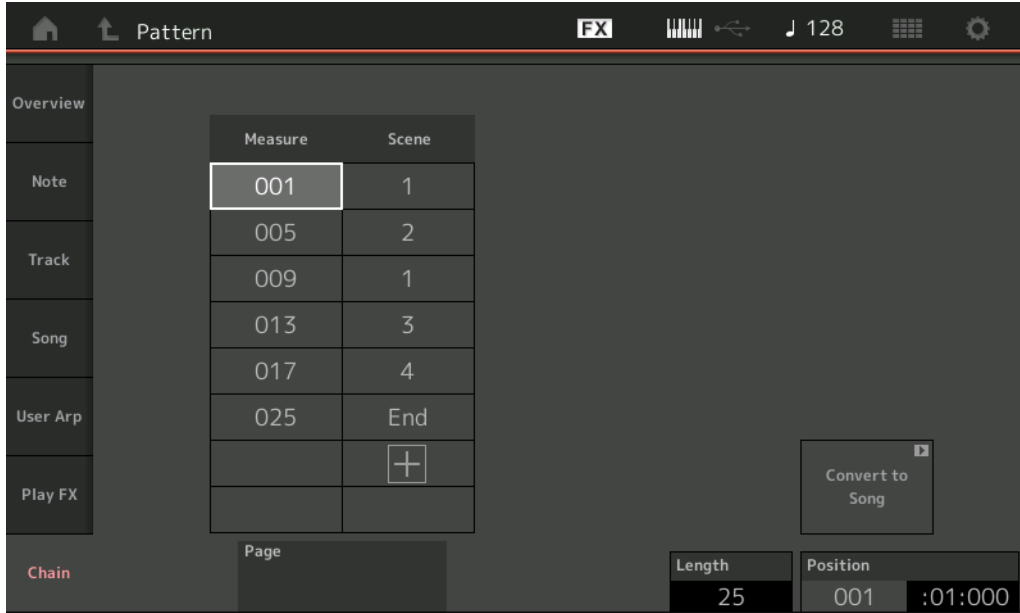 Pattern
FX
128
Overview
Note
Track
Song
User Arp
Play FX
Chain
Measure Scene
001 1
005 2
009 1
013 3
017 4
025 End
Page
Convert to
Song
Length
25
Position
001 :01:000